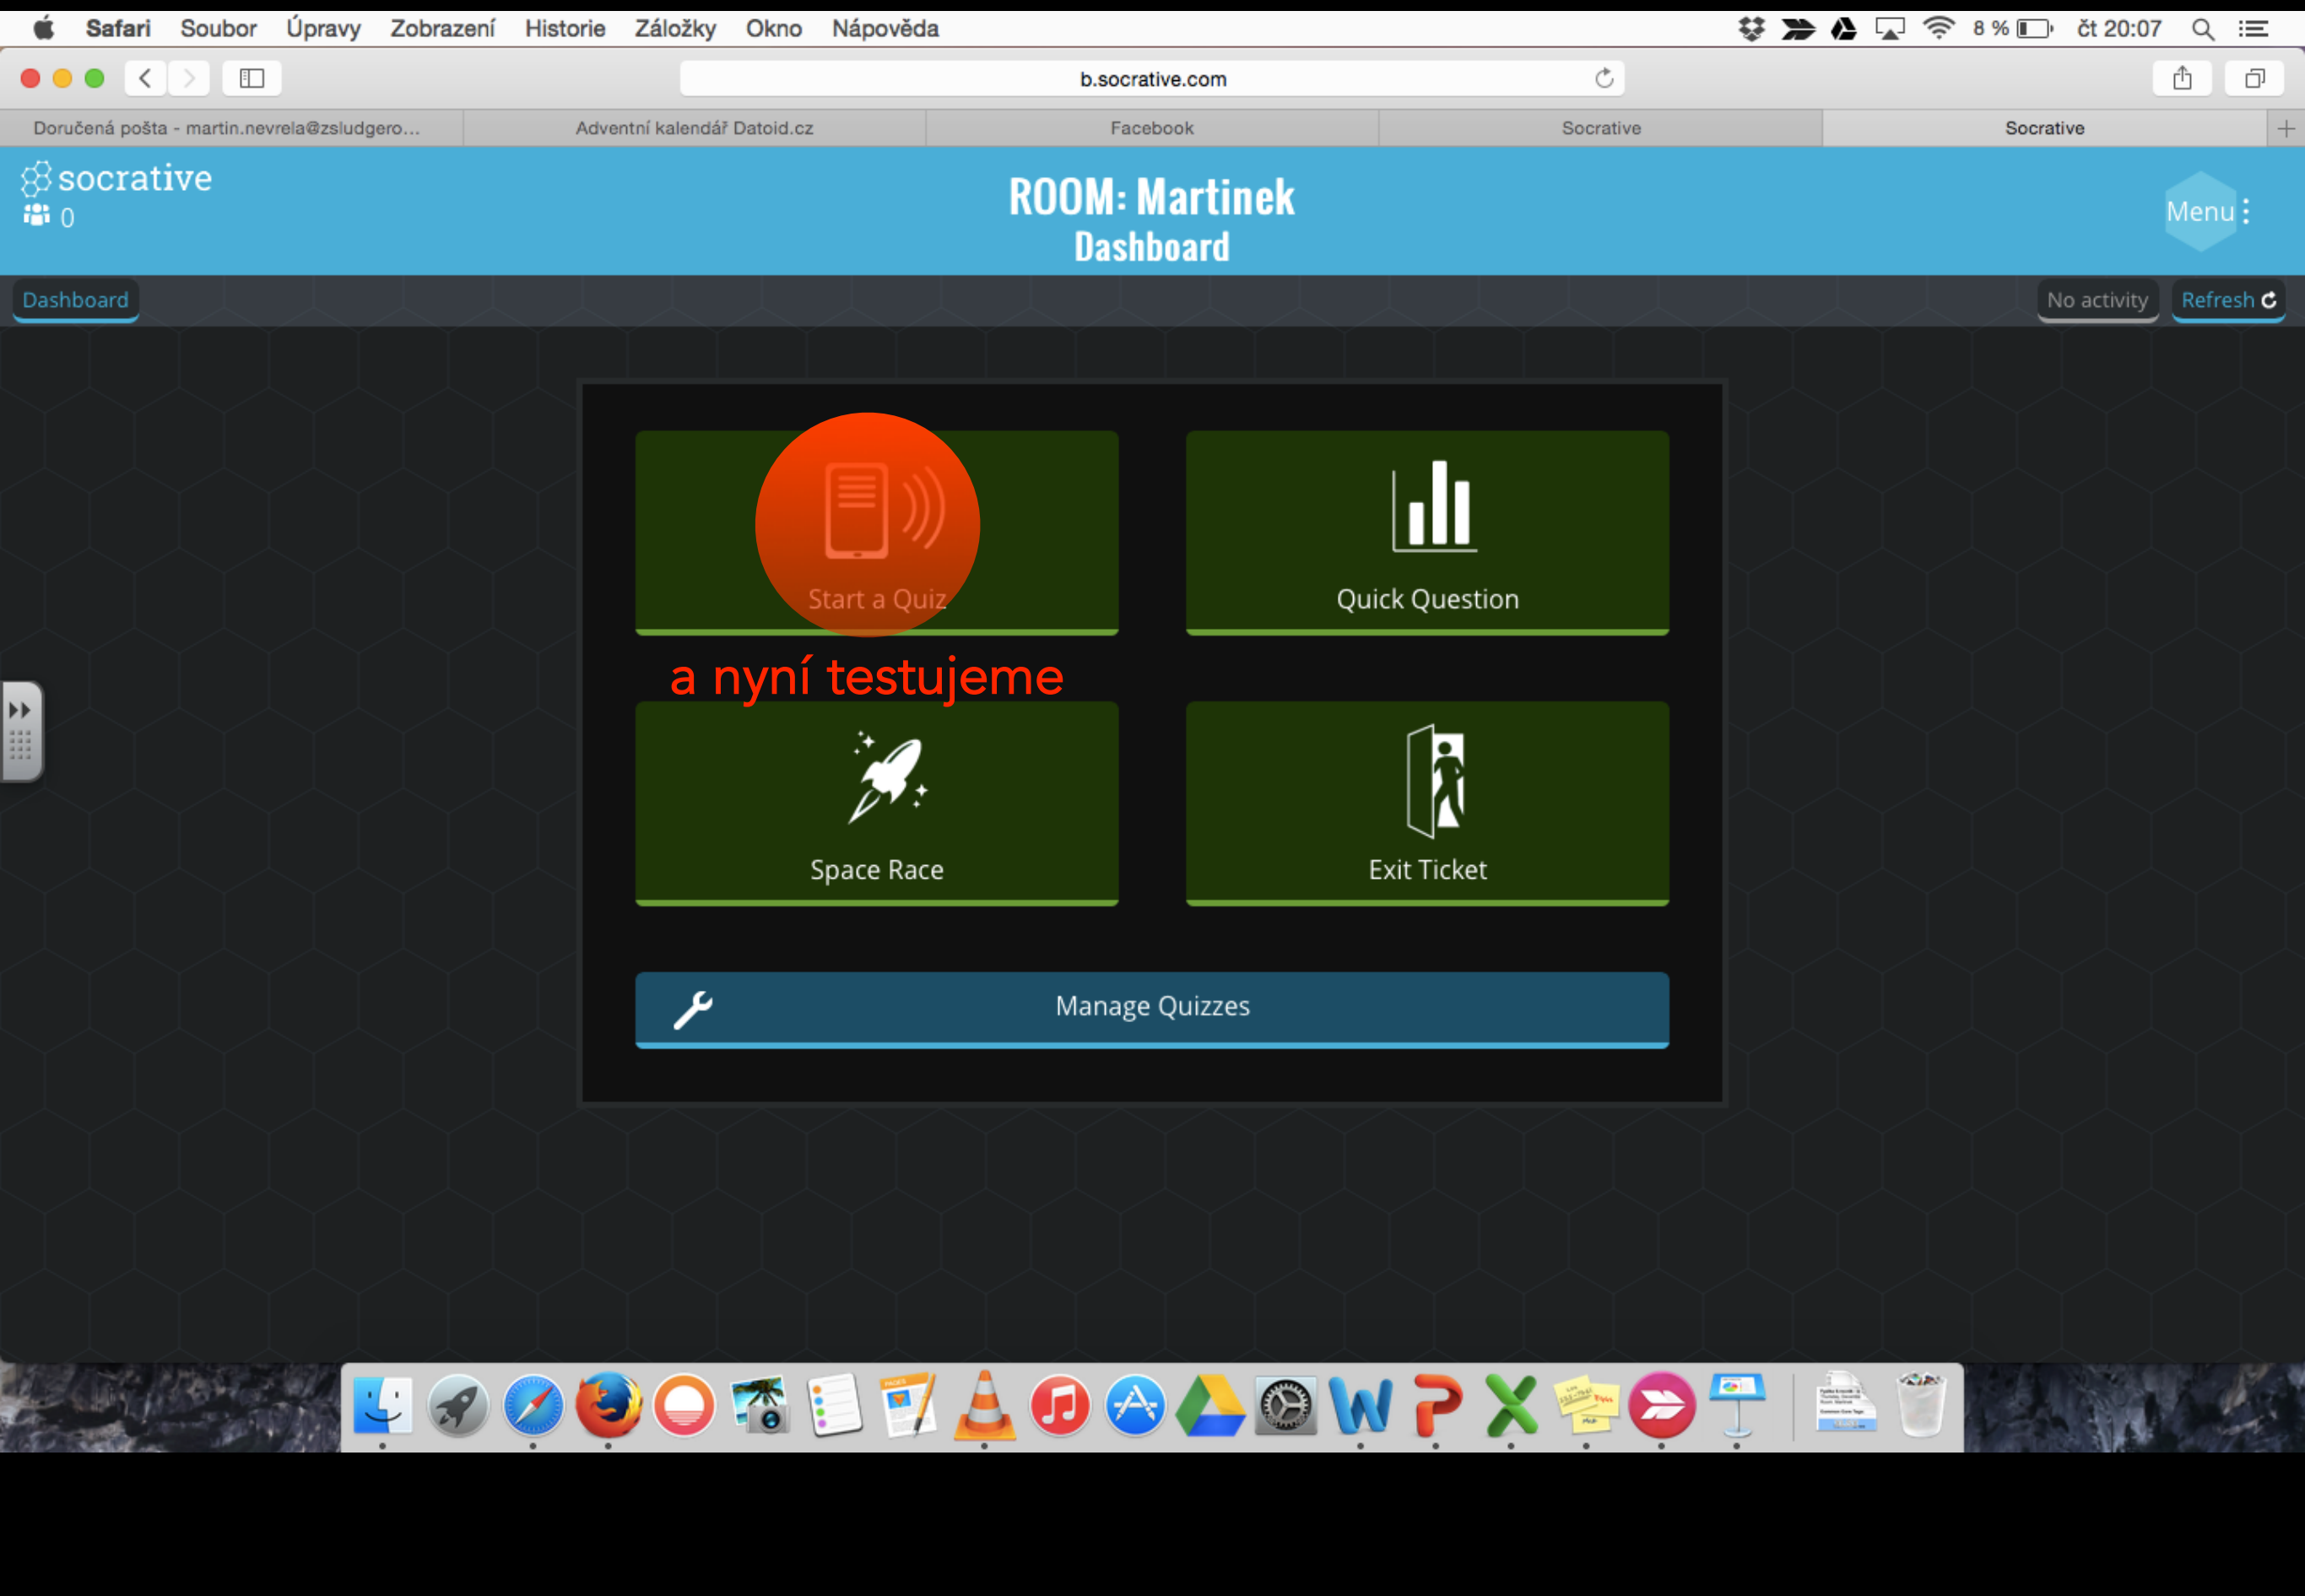 Safari Soubor Úpravy Zobrazení Historie Záložky Okno Nápověda 8 % čt 20:07
b.socrative.com
Doručená pošta - martin.nevrela@zsludgero... Adventní kalendář Datoid.cz Facebook Socrative Socrative
socrative
0
ROOM: Martinek
Dashboard
Menu
Dashboard No activity Refresh
Start a Quiz Quick Question
a nyní testujeme
Space Race Exit Ticket
Manage Quizzes
PAGES